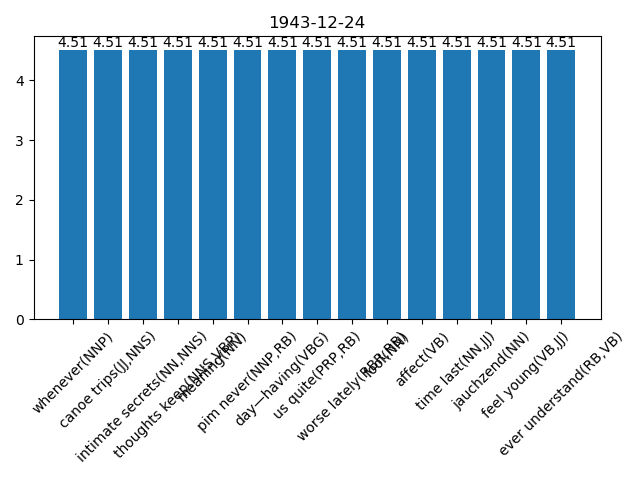 1943-12-24
4.51 4.51 4.51 4.51 4.51 4.51 4.51 4.51 4.51 4.51 4.51 4.51 4.51 4.51 4.51
4
3
2
1
0
whenever(NNP)
canoe trips(JJ,NNS)
intimate secrets(NN,NNS)
thoughts keep(NNS,VBP)
meaning(NN)
pim never(NNP,RB)
day—having(VBG)
us quite(PRP,RB)
worse lately(RBR,RB)
affect(VB)
time last(NN,JJ)
jauchzend(NN)
feel young(VB,JJ)
ever understand(RB,VB)